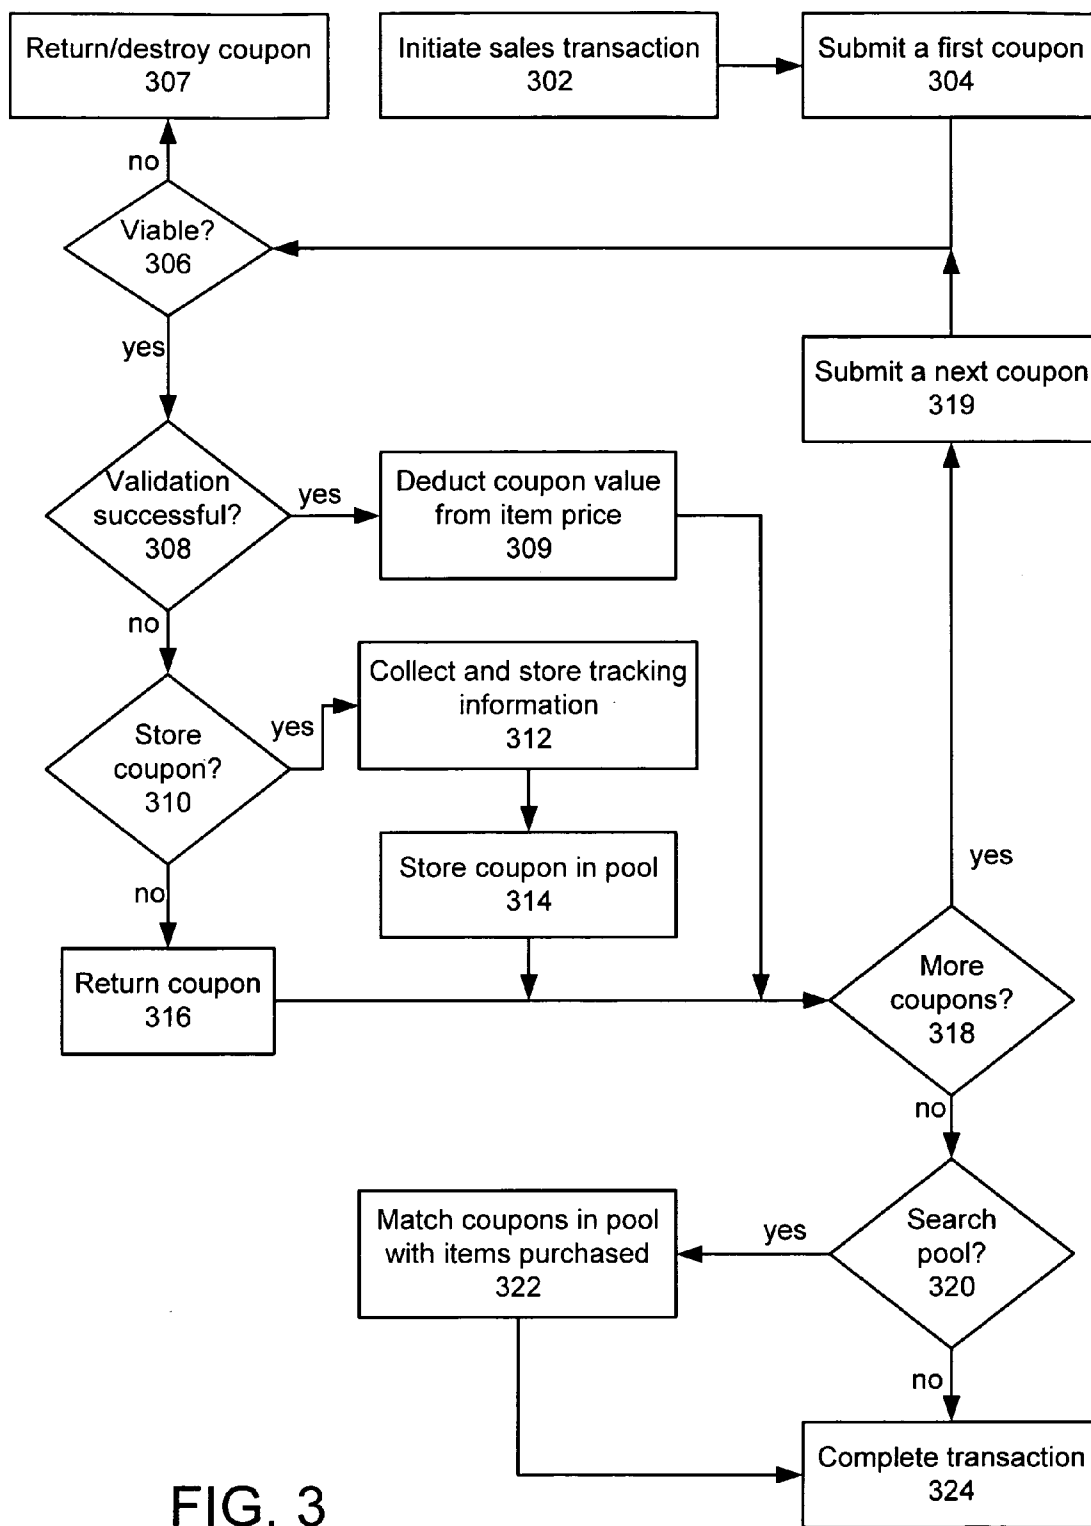 Return/destroy coupon
307
Initiate sales transaction
302
Submit a first coupon
304
no
Viable?
306
yes
Submit a next coupon
319
Validation
successful?
308
yes
Deduct coupon value
from item price
309
no
Store
coupon?
310
yes
Collect and store tracking
information
312
Store coupon in pool
314
no
Return coupon
316
yes
More
coupons?
318
no
Search
pool?
320
yes
Match coupons in pool
with items purchased
322
no
Complete transaction
324
FIG. 3